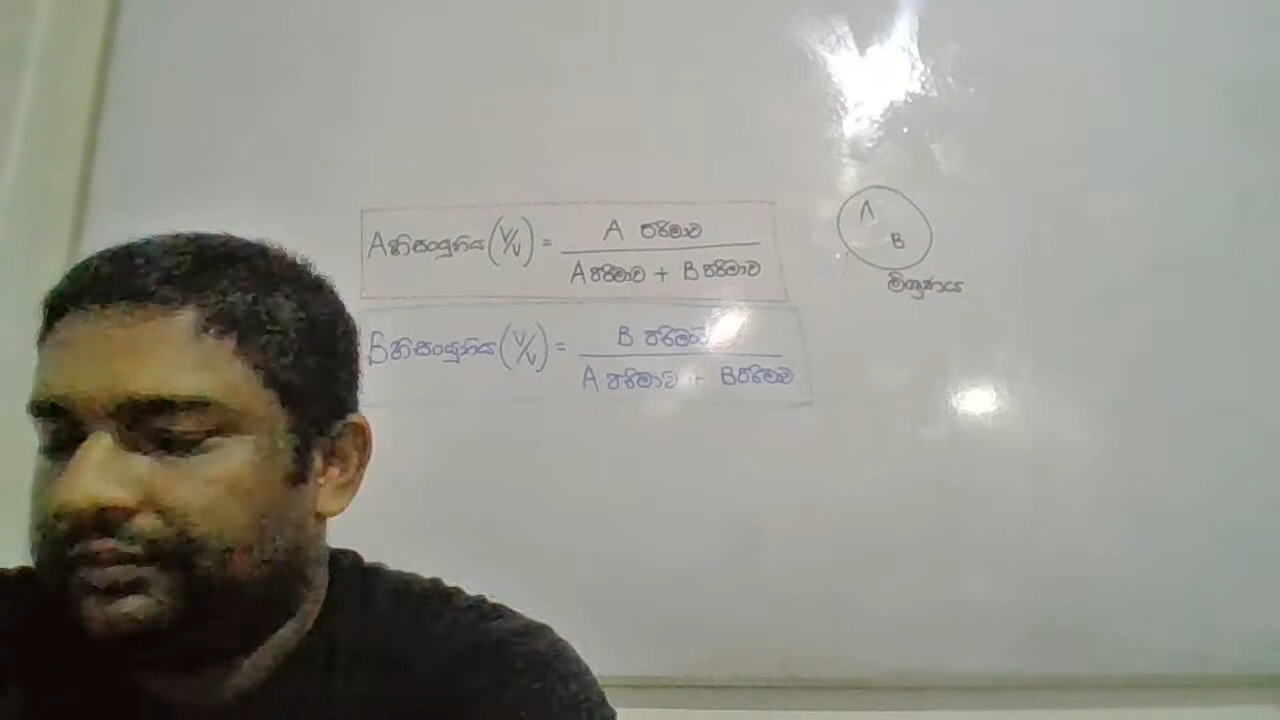 A හි සංයුතිය (V/V) = A පරිමාව / A පරිමාව + B පරිමාව
B හි සංයුතිය (V/V) = B පරිමාව / A පරිමාව + B පරිමාව
A
B
මිශ්‍රණය